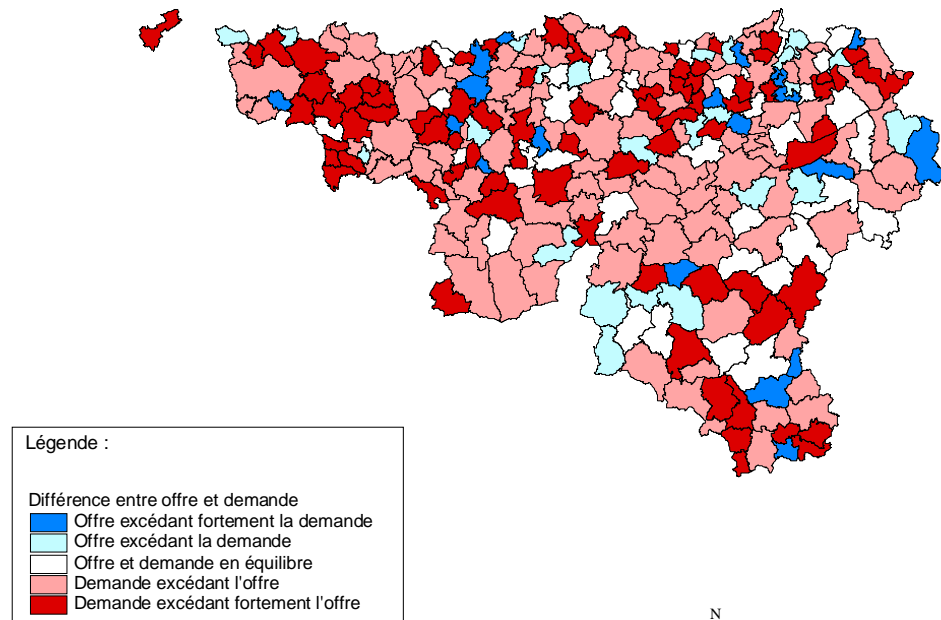 Légende :
Différence entre offre et demande
Offre excédant fortement la demande
Offre excédant la demande
Offre et demande en équilibre
Demande excédant l'offre
Demande excédant fortement l'offre
N